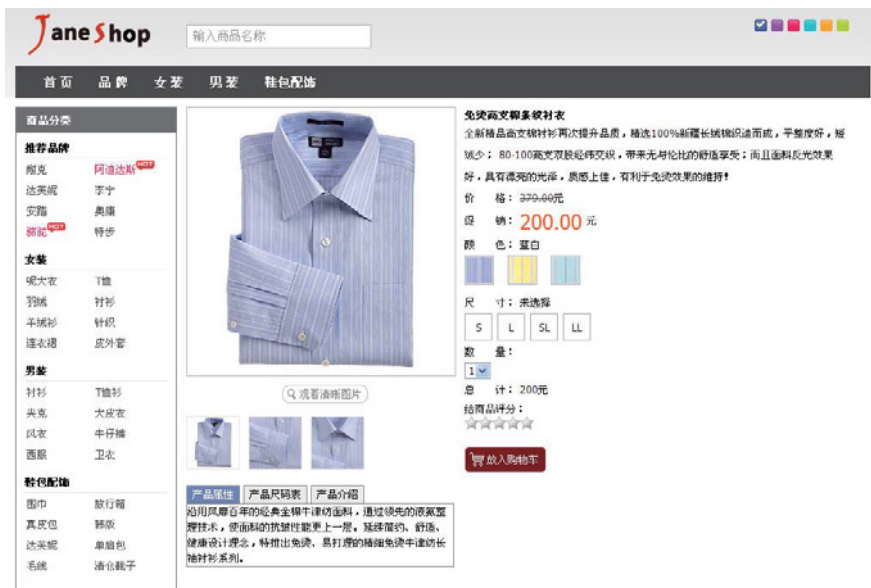 Jane Shop
输入商品名称
首页 品牌 女装 男装 鞋包配饰
商品分类
推荐品牌
耐克 阿迪达斯 HOT
达芙妮 李宁
安踏 奥康
骆驼 HOT 特步
女装
呢大衣 T恤
羽绒 衬衫
羊绒衫 针织
连衣裙 皮外套
男装
衬衫 T恤衫
夹克 大皮衣
风衣 牛仔裤
西服 卫衣
鞋包配饰
围巾 旅行箱
真皮包 韩版
达芙妮 单肩包
毛绒 清仓靴子
观看清晰图片
产品属性 产品尺码表 产品介绍
沿用风靡百年的经典全棉牛津纺面料，通过领先的液氨整
理技术，使面料的抗皱性能更上一层。延续简约、舒适、
健康设计理念，特推出免烫、易打理的精细免烫牛津纺长
袖衬衫系列。
免烫高支棉条纹衬衣
全新精品高支棉衬衫再次提升品质，精选100%新疆长绒棉织造而成，平整度好，短
绒少； 80-100高支双股经纬交织，带来无与伦比的舒适享受；而且面料反光效果
好，具有漂亮的光泽，质感上佳，有利于免烫效果的维持！
价 格：379.00元
促 销：200.00 元
颜 色：蓝白
尺 寸：未选择
S L SL LL
数 量：
1
总 计：200元
给商品评分：
放入购物车